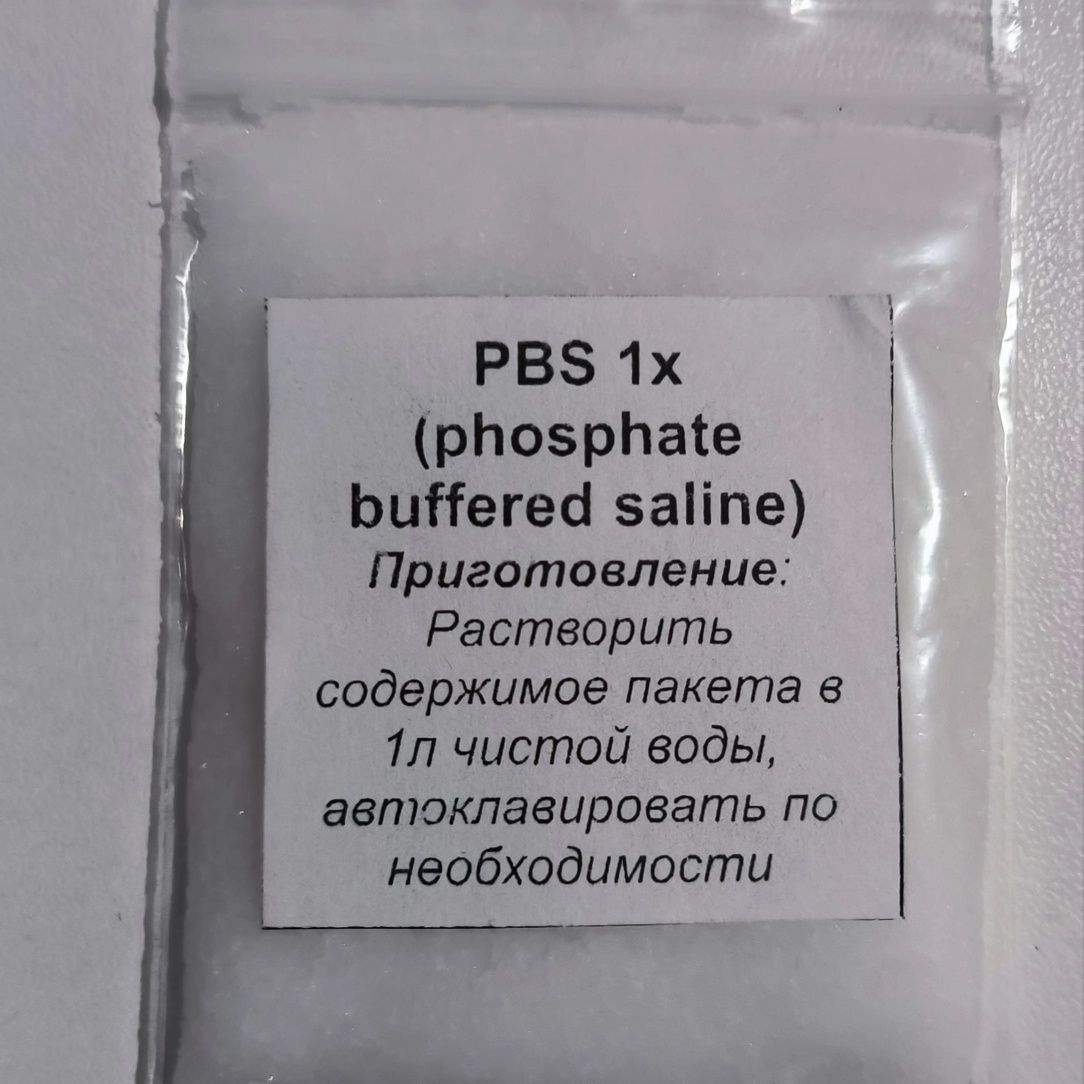 PBS 1x
(phosphate
buffered saline)
Приготовление:
Растворить
содержимое пакета в
1л чистой воды,
автоклавировать по
необходимости